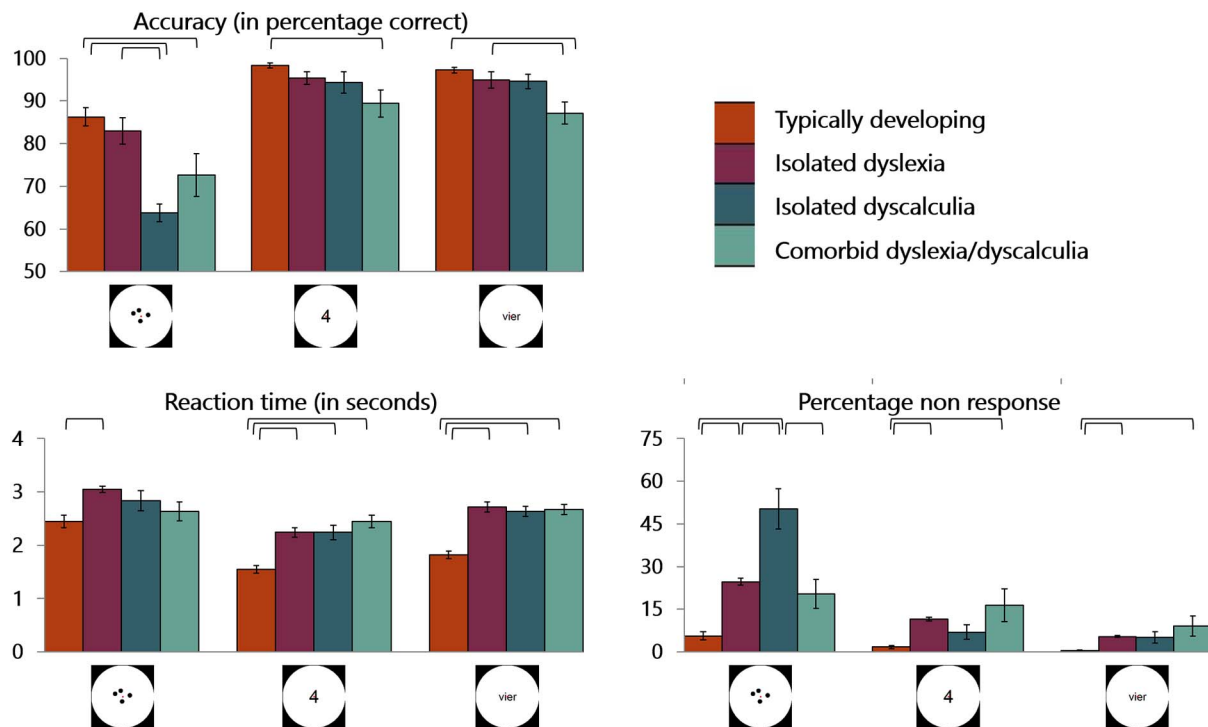 Accuracy (in percentage correct)
100
90
80
70
60
50
4
vier
Typically developing
Isolated dyslexia
Isolated dyscalculia
Comorbid dyslexia/dyscalculia
Reaction time (in seconds)
4
3
2
1
0
4
vier
Percentage non response
75
60
45
30
15
0
4
vier